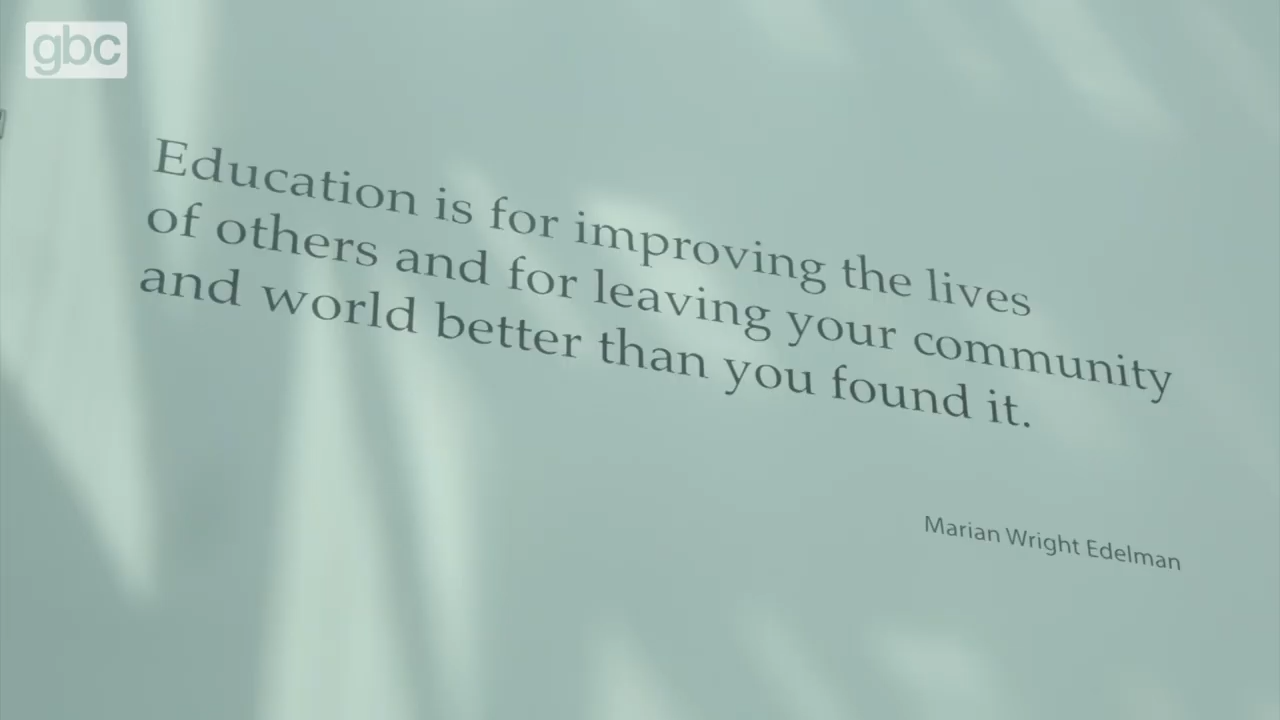 gbc
Education is for improving the lives
of others and for leaving your community
and world better than you found it.
Marian Wright Edelman